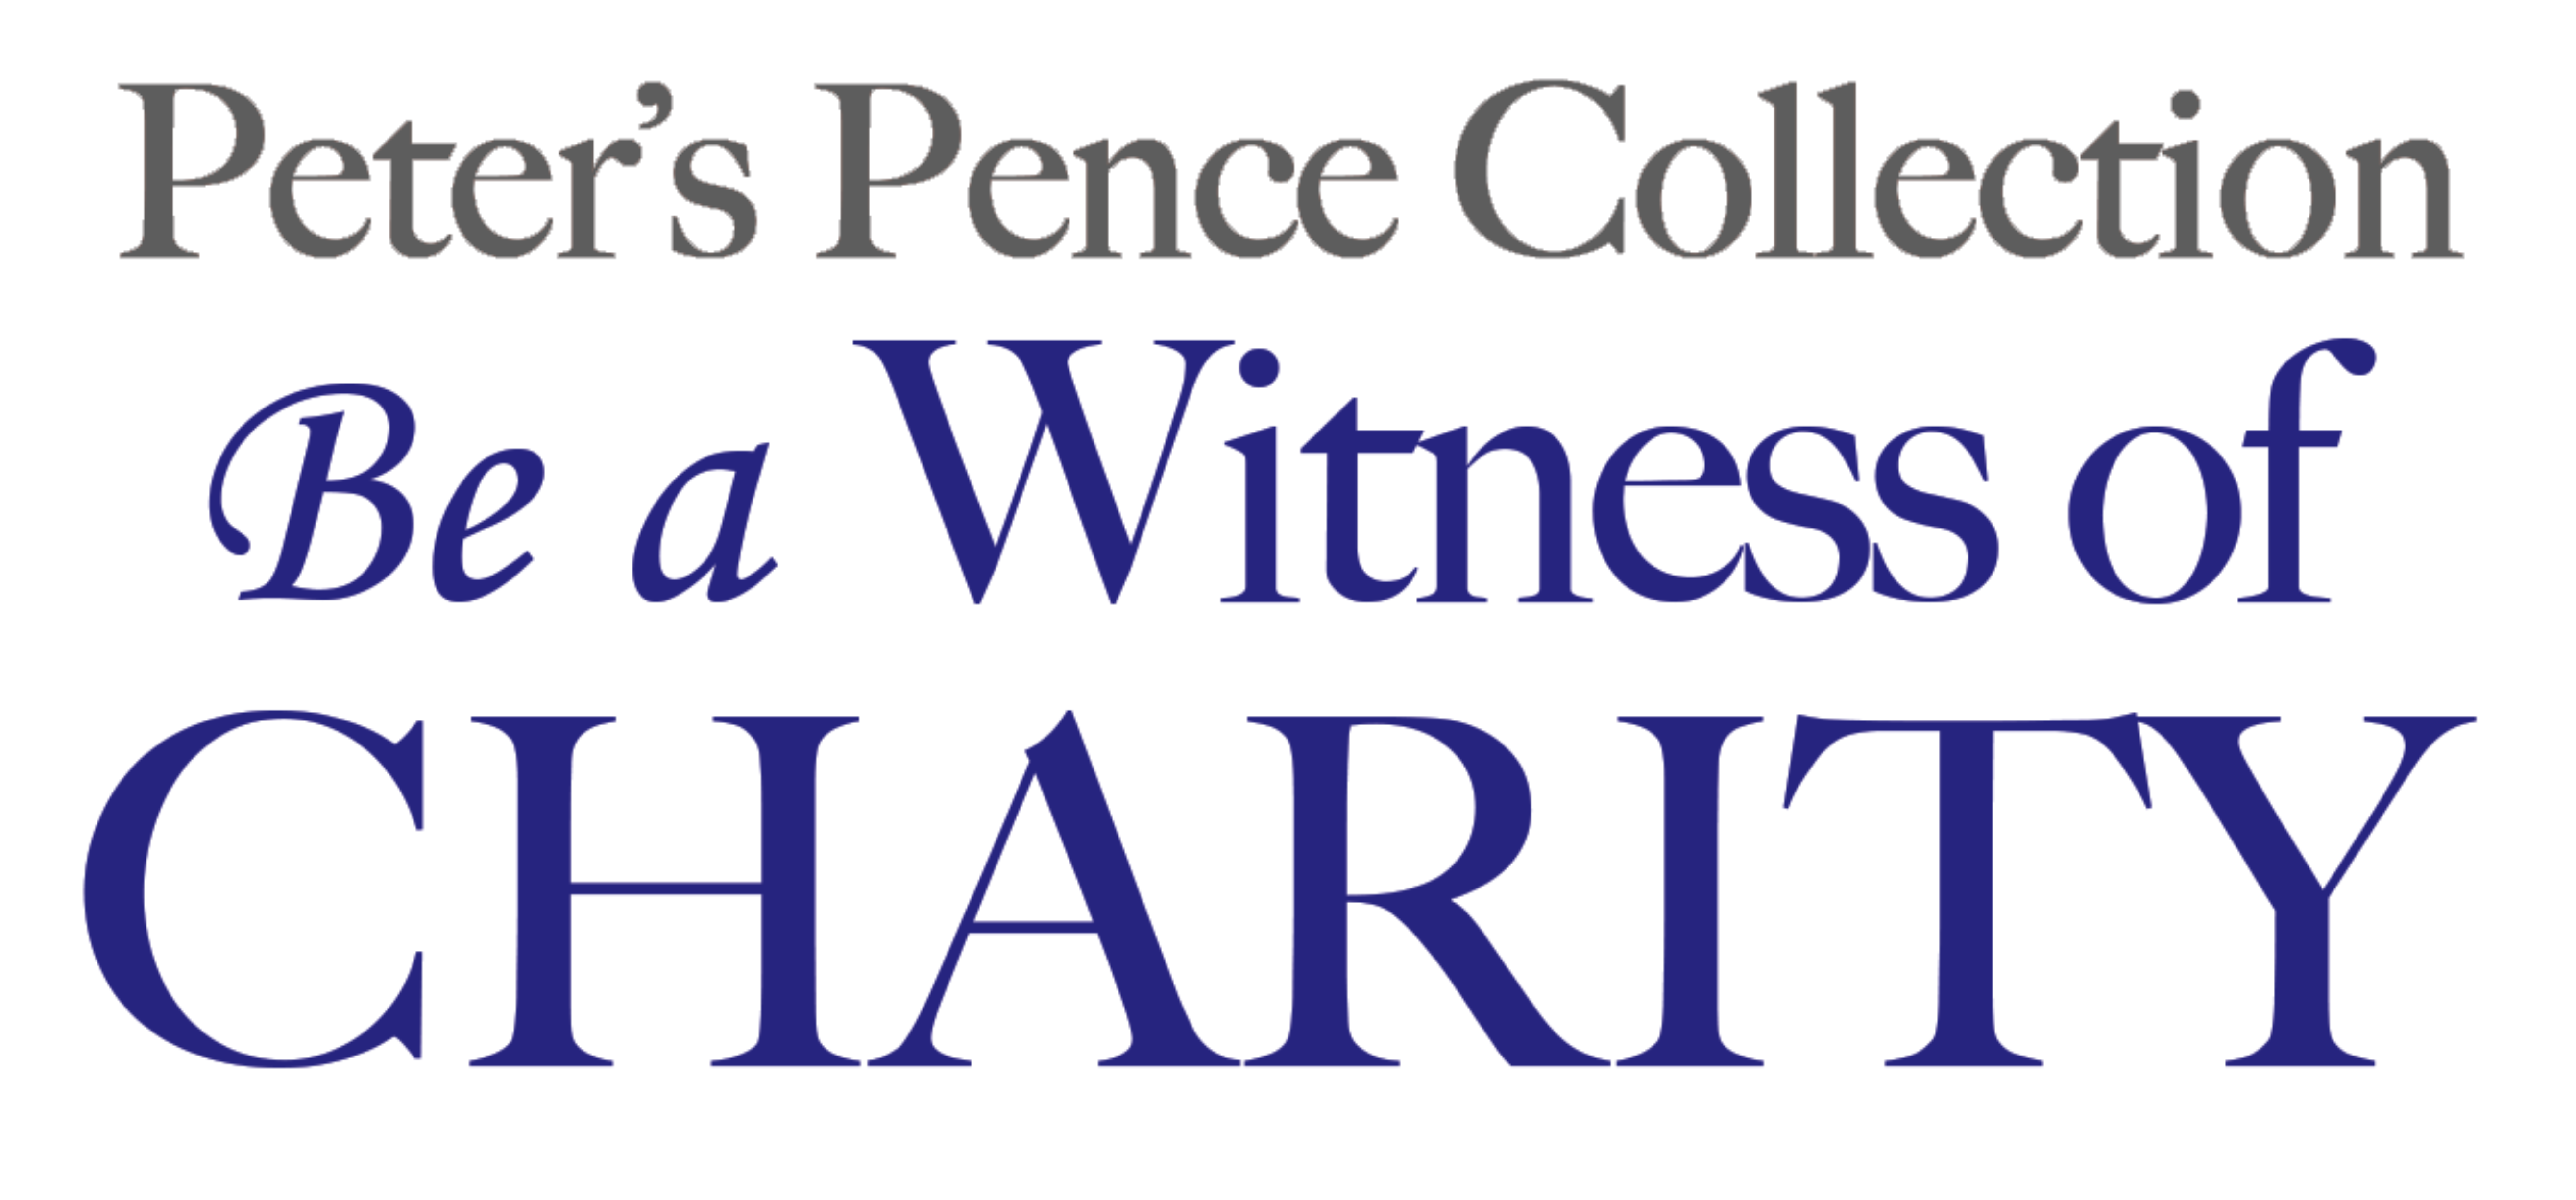 Peter’s Pence Collection
Be a Witness of
CHARITY